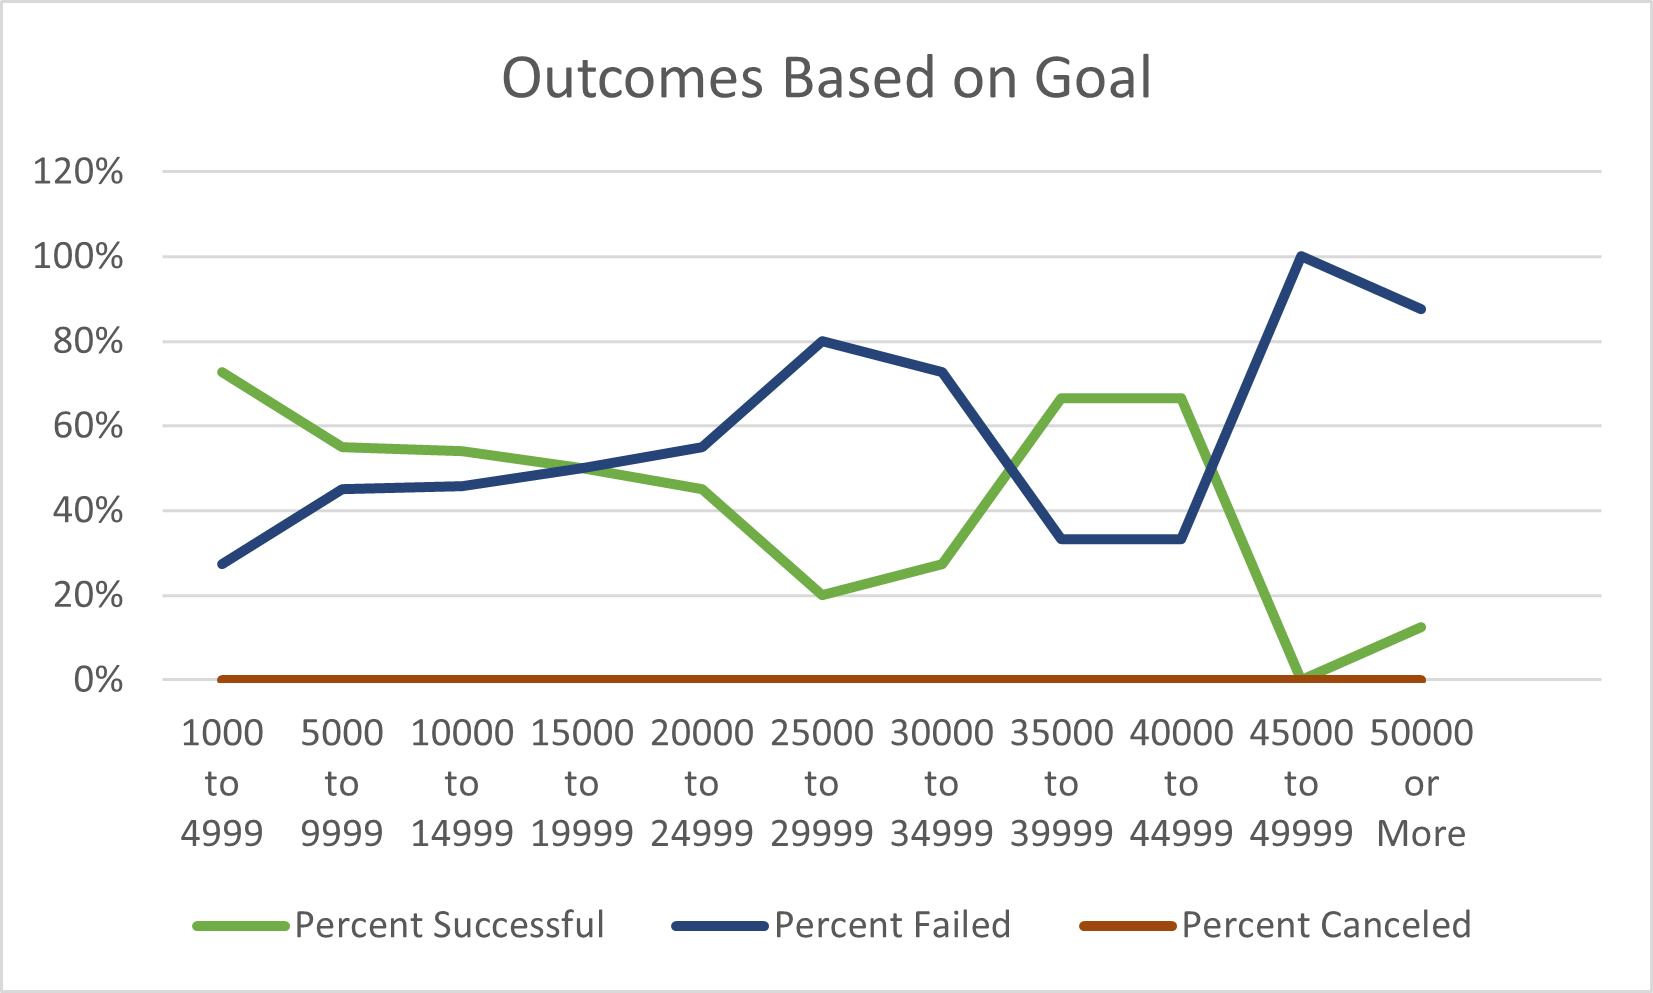 Outcomes Based on Goal
120%
100%
80%
60%
40%
20%
0%
1000 to 4999
5000 to 9999
10000 to 14999
15000 to 19999
20000 to 24999
25000 to 29999
30000 to 34999
35000 to 39999
40000 to 44999
45000 to 49999
50000 or More
Percent Successful
Percent Failed
Percent Canceled